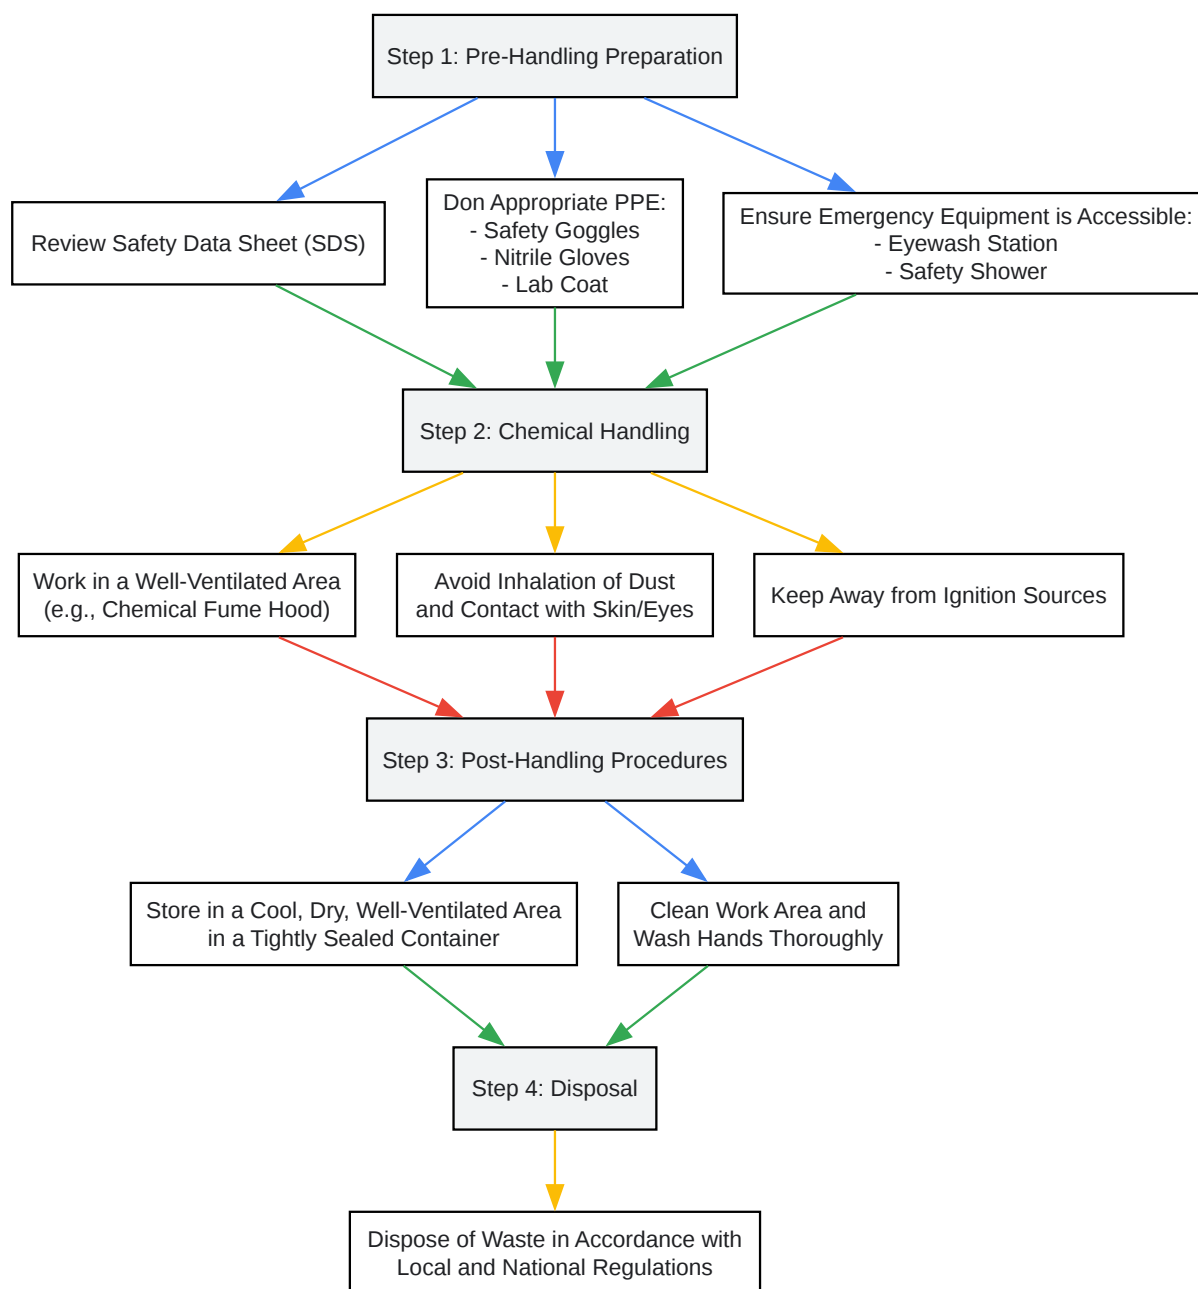 Step 1: Pre-Handling Preparation
Review Safety Data Sheet (SDS)
Don Appropriate PPE:
- Safety Goggles
- Nitrile Gloves
- Lab Coat
Ensure Emergency Equipment is Accessible:
- Eyewash Station
- Safety Shower
Step 2: Chemical Handling
Work in a Well-Ventilated Area
(e.g., Chemical Fume Hood)
Avoid Inhalation of Dust
and Contact with Skin/Eyes
Keep Away from Ignition Sources
Step 3: Post-Handling Procedures
Store in a Cool, Dry, Well-Ventilated Area
in a Tightly Sealed Container
Clean Work Area and
Wash Hands Thoroughly
Step 4: Disposal
Dispose of Waste in Accordance with
Local and National Regulations